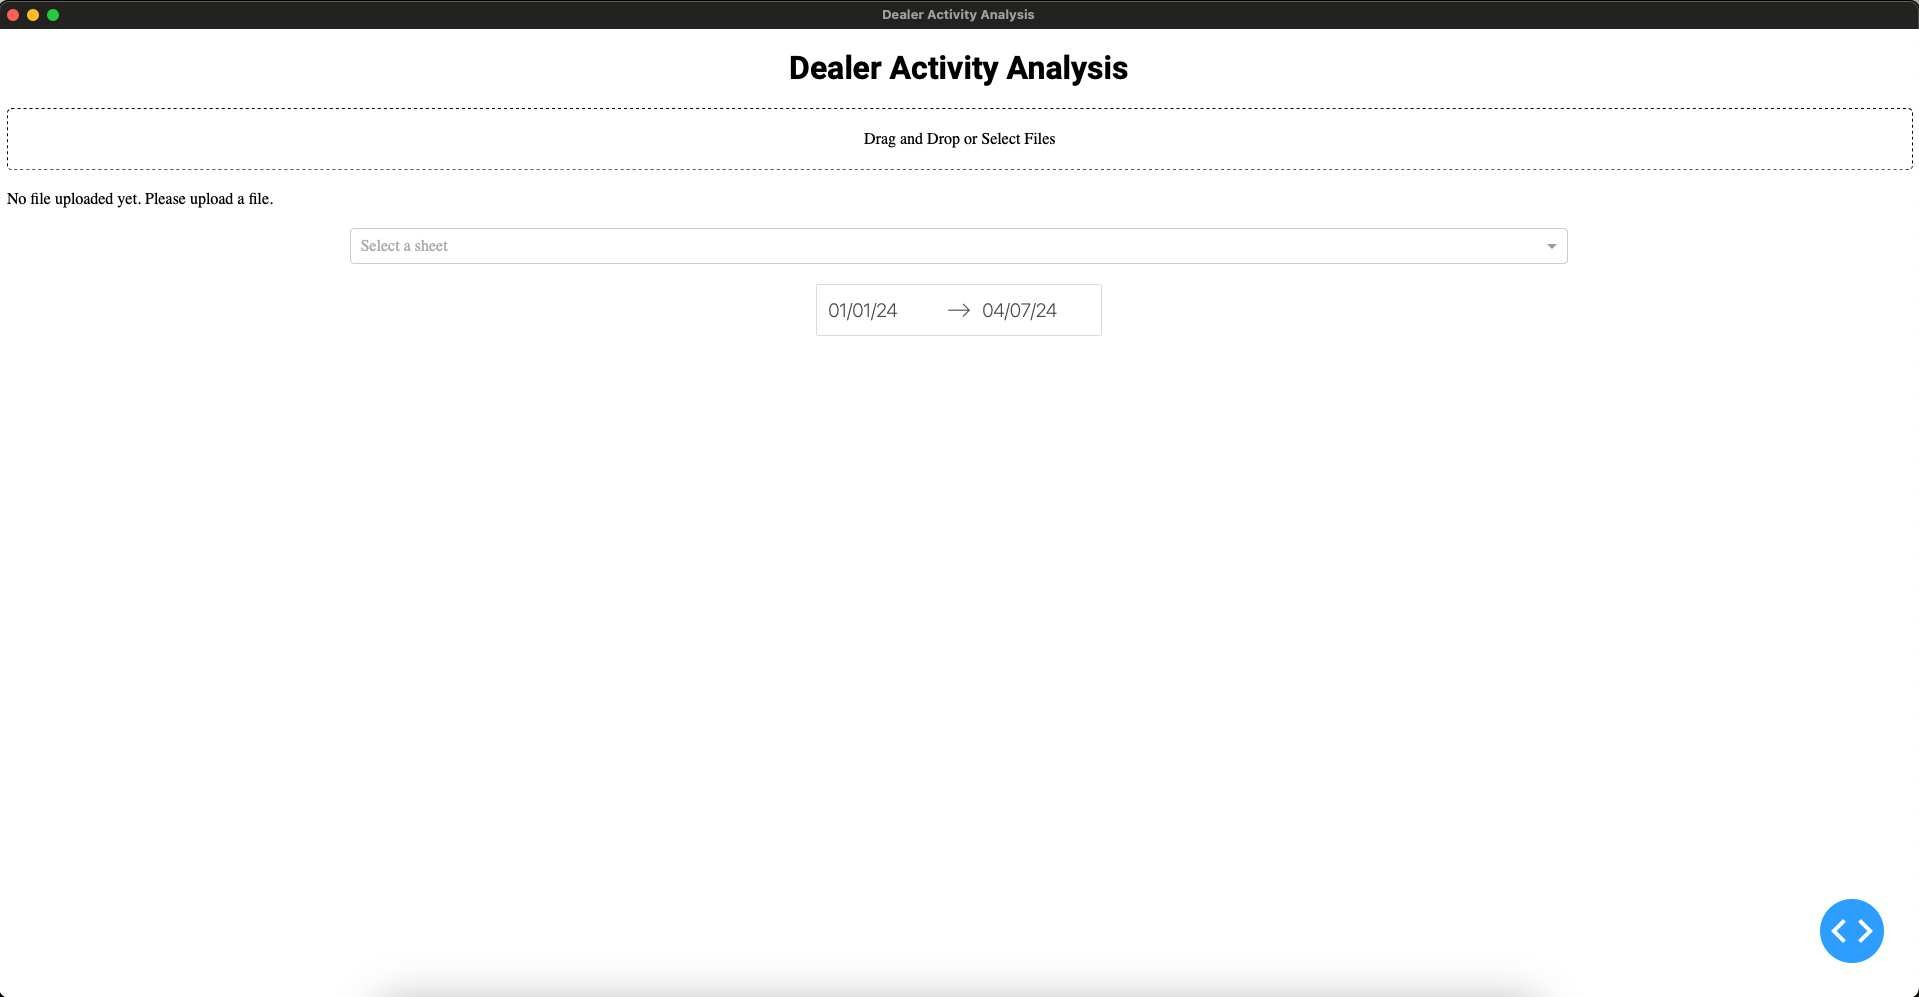 Dealer Activity Analysis
Dealer Activity Analysis
Drag and Drop or Select Files
No file uploaded yet. Please upload a file.
Select a sheet
01/01/24 → 04/07/24